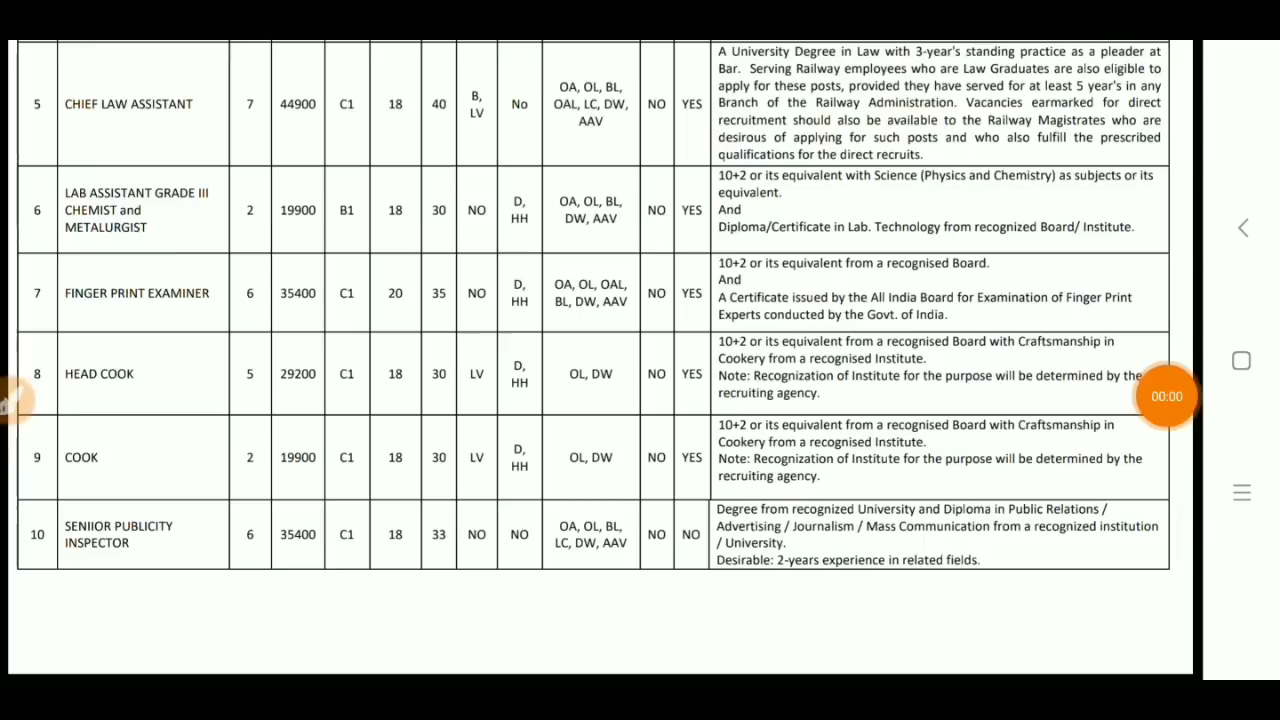 5 CHIEF LAW ASSISTANT 7 44900 C1 18 40 B, LV No OA, OL, BL, OAL, LC, DW, AAV NO YES
A University Degree in Law with 3-year's standing practice as a pleader at
Bar. Serving Railway employees who are Law Graduates are also eligible to
apply for these posts, provided they have served for at least 5 year's in any
Branch of the Railway Administration. Vacancies earmarked for direct
recruitment should also be available to the Railway Magistrates who are
desirous of applying for such posts and who also fulfill the prescribed
qualifications for the direct recruits.
6 LAB ASSISTANT GRADE III CHEMIST and METALURGIST 2 19900 B1 18 30 NO D, HH OA, OL, BL, DW, AAV NO YES
10+2 or its equivalent with Science (Physics and Chemistry) as subjects or its
equivalent.
And
Diploma/Certificate in Lab. Technology from recognized Board/ Institute.
7 FINGER PRINT EXAMINER 6 35400 C1 20 35 NO D, HH OA, OL, OAL, BL, DW, AAV NO YES
10+2 or its equivalent from a recognised Board.
And
A Certificate issued by the All India Board for Examination of Finger Print
Experts conducted by the Govt. of India.
8 HEAD COOK 5 29200 C1 18 30 LV D, HH OL, DW NO YES
10+2 or its equivalent from a recognised Board with Craftsmanship in
Cookery from a recognised Institute.
Note: Recognization of Institute for the purpose will be determined by the
recruiting agency.
00:00
9 COOK 2 19900 C1 18 30 LV D, HH OL, DW NO YES
10+2 or its equivalent from a recognised Board with Craftsmanship in
Cookery from a recognised Institute.
Note: Recognization of Institute for the purpose will be determined by the
recruiting agency.
10 SENIIOR PUBLICITY INSPECTOR 6 35400 C1 18 33 NO NO OA, OL, BL, LC, DW, AAV NO NO
Degree from recognized University and Diploma in Public Relations /
Advertising / Journalism / Mass Communication from a recognized institution
/ University.
Desirable: 2-years experience in related fields.